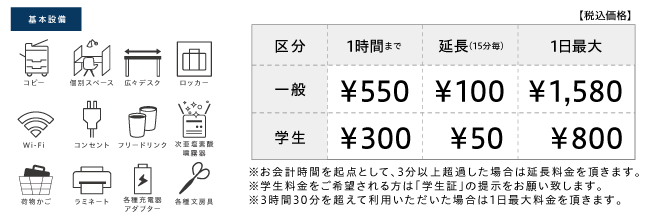 基本設備
コピー 個別スペース 広々デスク ロッカー
Wi-Fi コンセント フリードリンク 次亜塩素酸
噴霧器
荷物かご ラミネート 各種充電器 各種文房具
アダプター
【税込価格】
区分 1時間まで 延長(15分毎) 1日最大
一般 ¥550 ¥100 ¥1,580
学生 ¥300 ¥50 ¥800
※お会計時間を起点として、3分以上超過した場合は延長料金を頂きます。
※学生料金をご希望される方は「学生証」の提示をお願い致します。
※3時間30分を超えて利用いただいた場合は1日最大料金を頂きます。